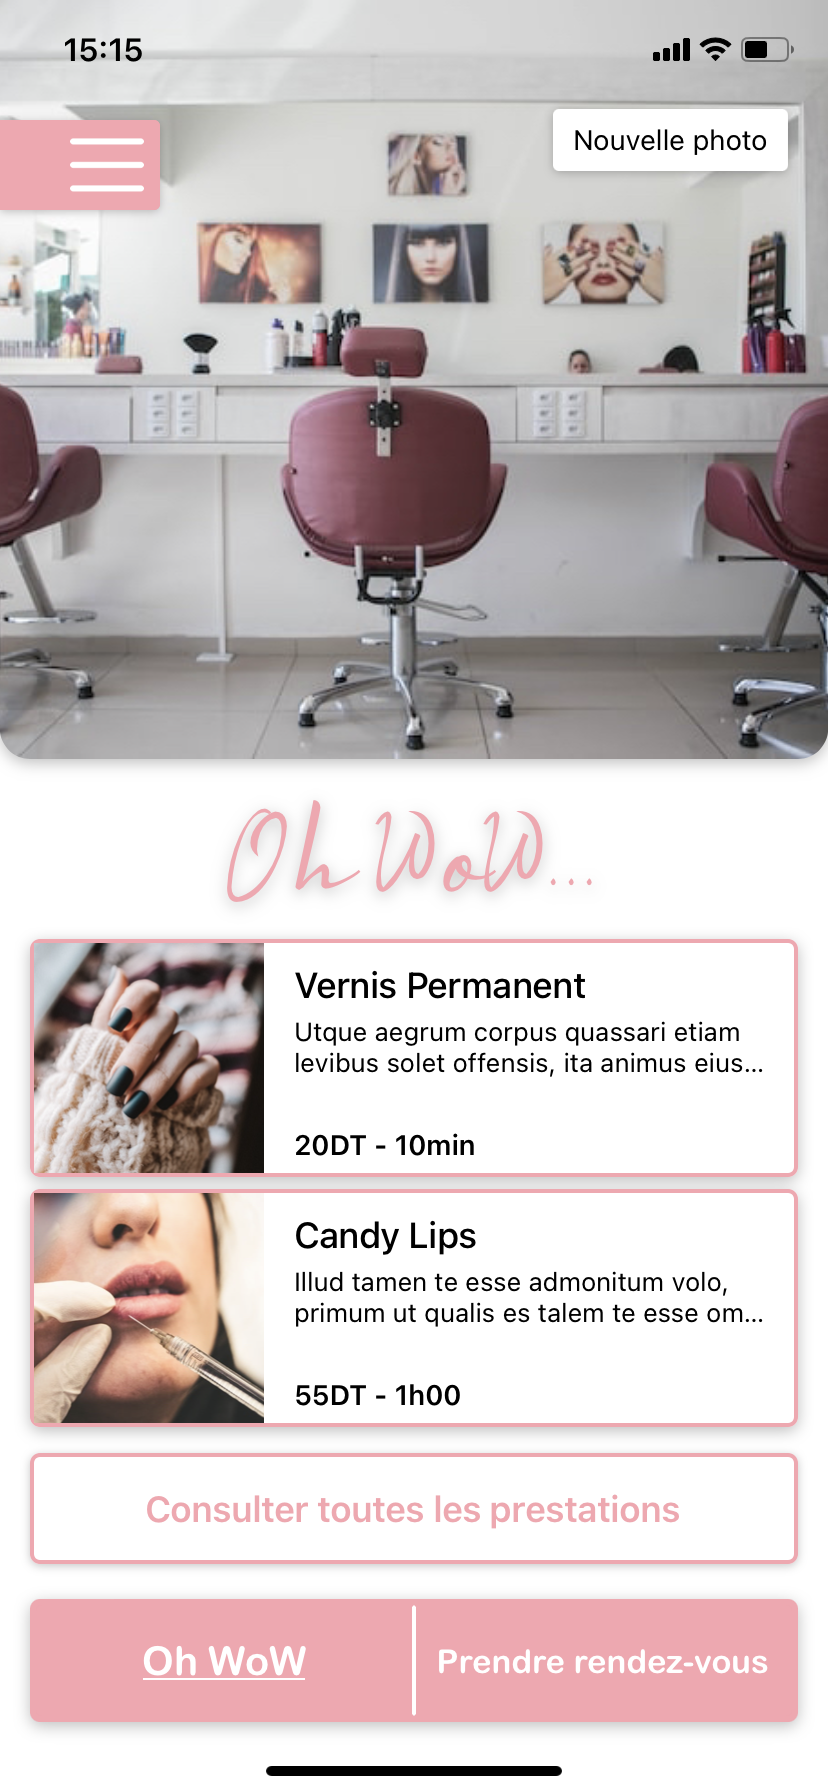 15:15
Nouvelle photo
Oh WoW...
Vernis Permanent
Utque aegrum corpus quassari etiam
levibus solet offensis, ita animus eius...
20DT - 10min
Candy Lips
Illud tamen te esse admonitum volo,
primum ut qualis es talem te esse om...
55DT - 1h00
Consulter toutes les prestations
Oh WoW
Prendre rendez-vous